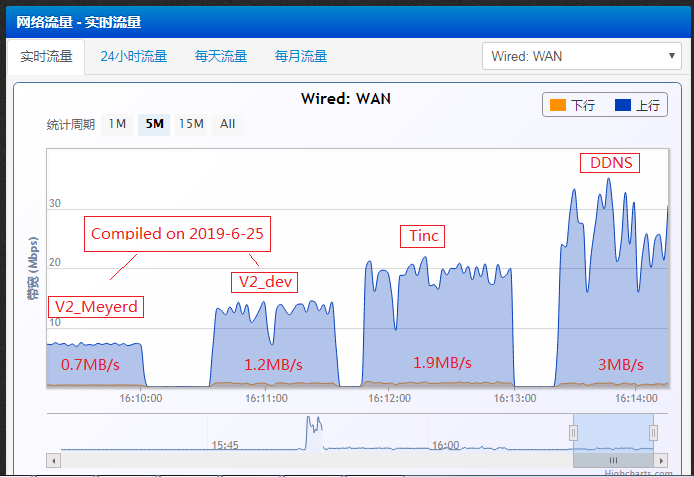 网络流量 - 实时流量
实时流量 24小时流量 每天流量 每月流量 Wired: WAN
Wired: WAN
下行 上行
统计周期 1M 5M 15M All
DDNS
30
Compiled on 2019-6-25
Tinc
20
V2_dev
带宽 (Mbps)
V2_Meyerd
10
0.7MB/s 1.2MB/s 1.9MB/s 3MB/s
16:10:00 16:11:00 16:12:00 16:13:00 16:14:00
15:45 16:00
Highcharts.com